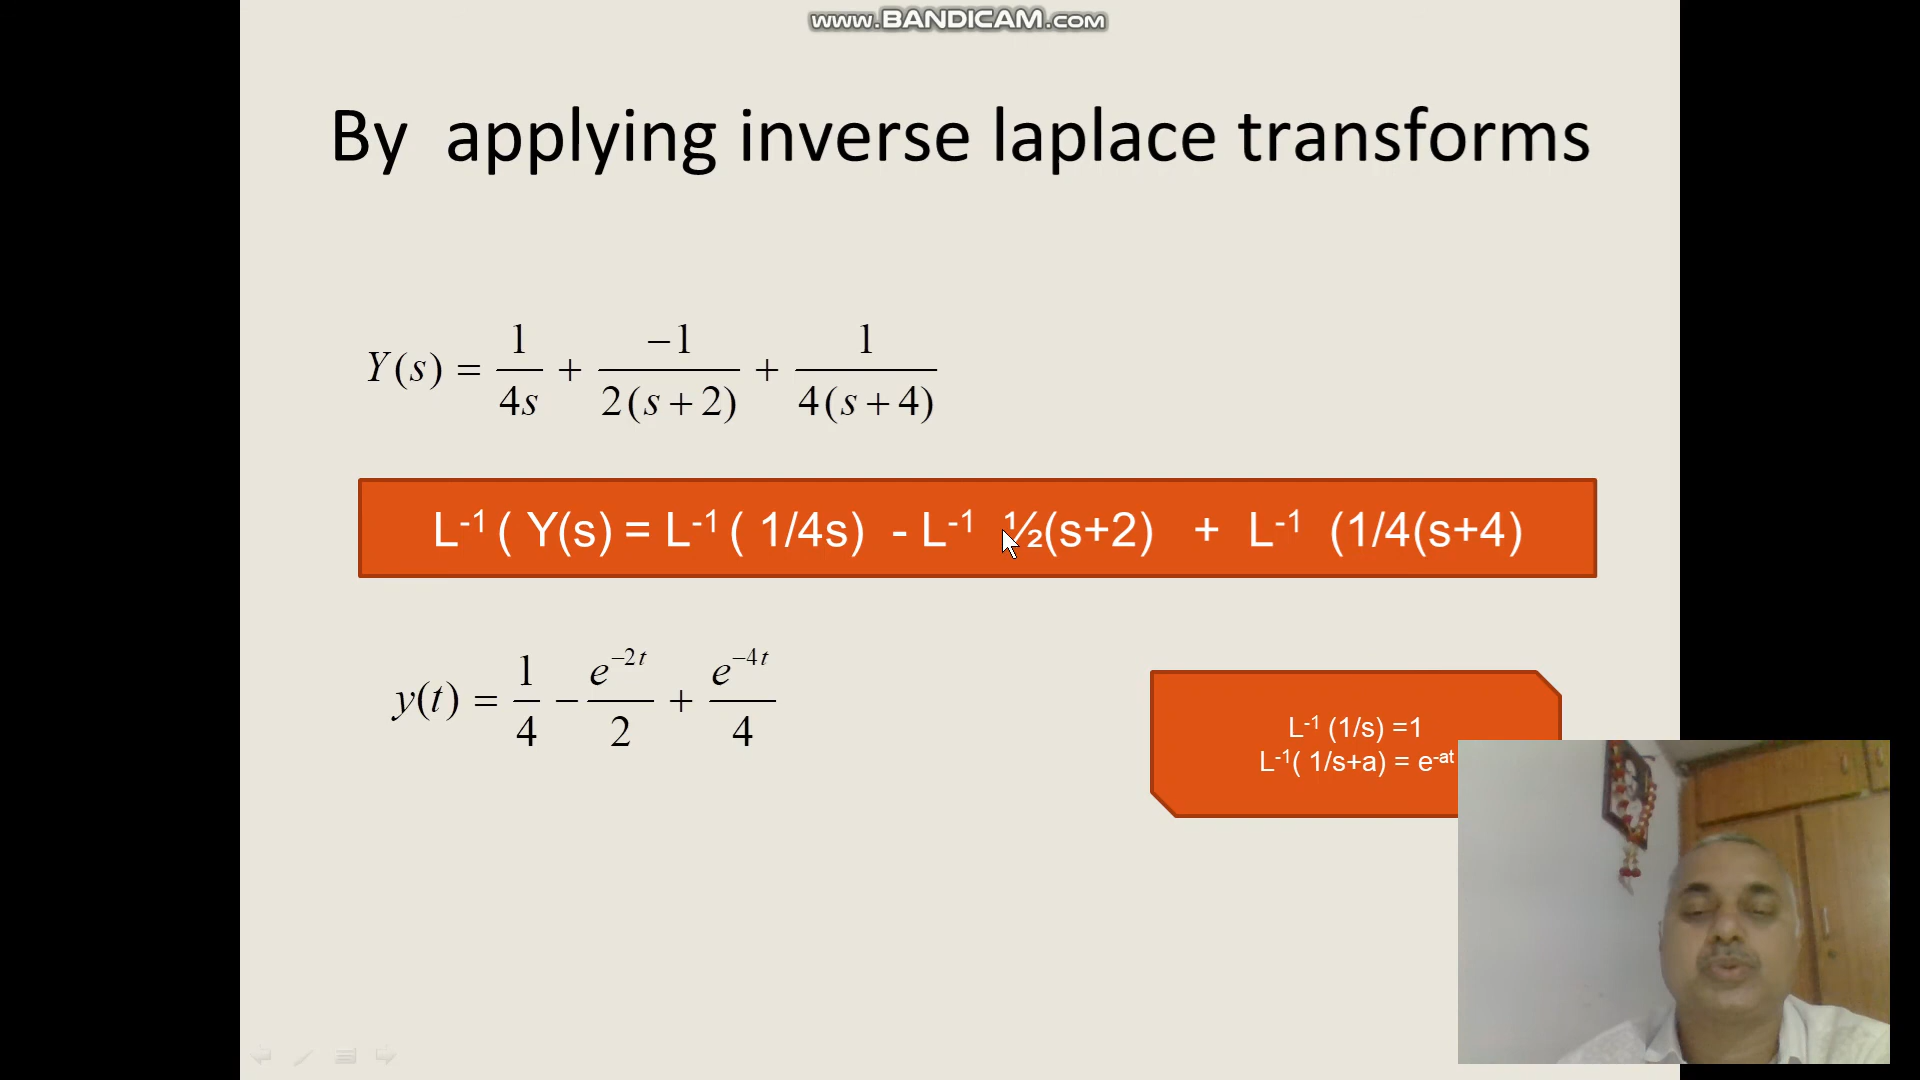 www.BANDICAM.com
By applying inverse laplace transforms
Y(s) = 1/4s + -1/2(s+2) + 1/4(s+4)
L⁻¹ ( Y(s) = L⁻¹ ( 1/4s) - L⁻¹ ½(s+2) + L⁻¹ (1/4(s+4)
y(t) = 1/4 - e^-2t/2 + e^-4t/4
L⁻¹ (1/s) =1
L⁻¹( 1/s+a) = e^-at